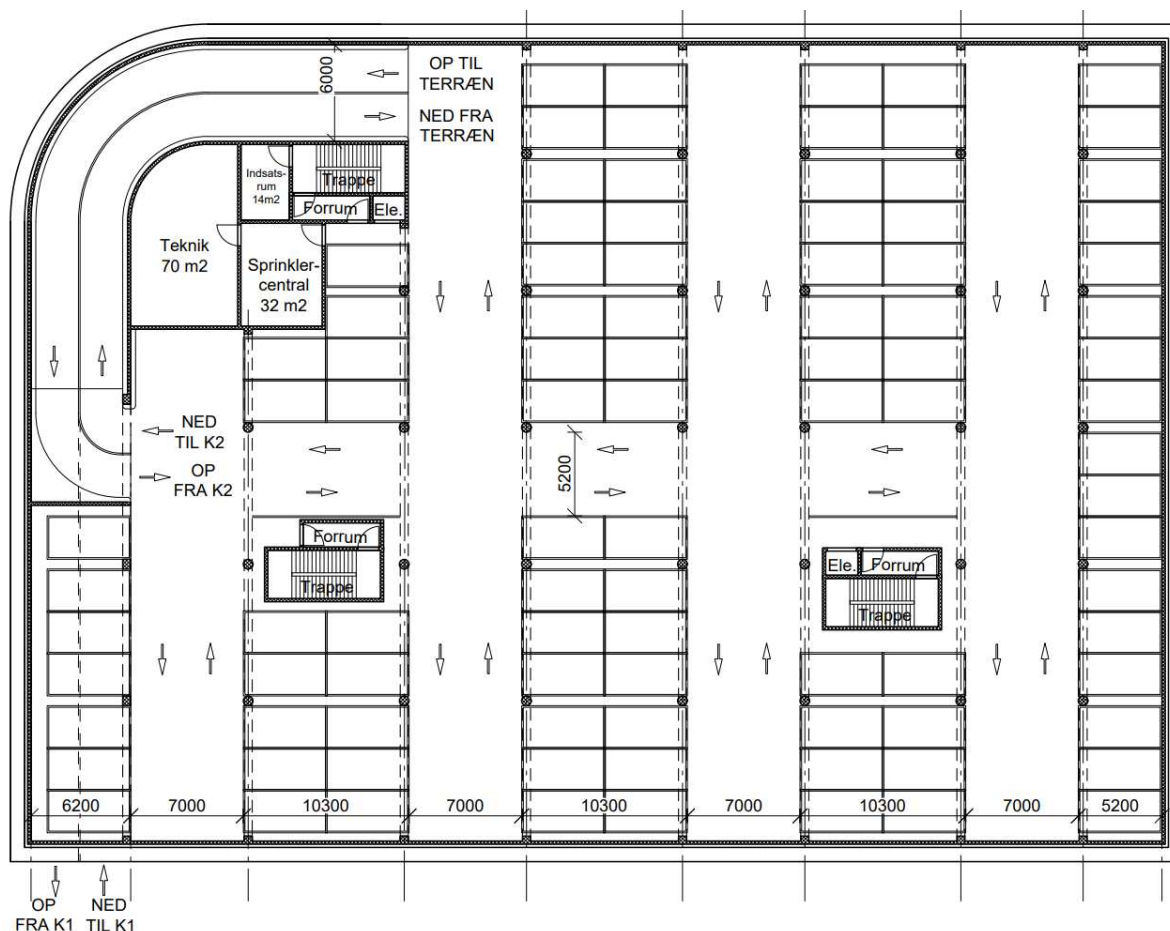 OP TIL
TERRÆN
NED FRA
TERRÆN
6000
Indsats-
rum
14m2
Trappe
Forrum
Ele.
Teknik
70 m2
Sprinkler-
central
32 m2
NED
TIL K2
OP
FRA K2
5200
Forrum
Trappe
Ele.
Forrum
Trappe
6200
7000
10300
7000
10300
7000
10300
7000
5200
OP
FRA K1
NED
TIL K1